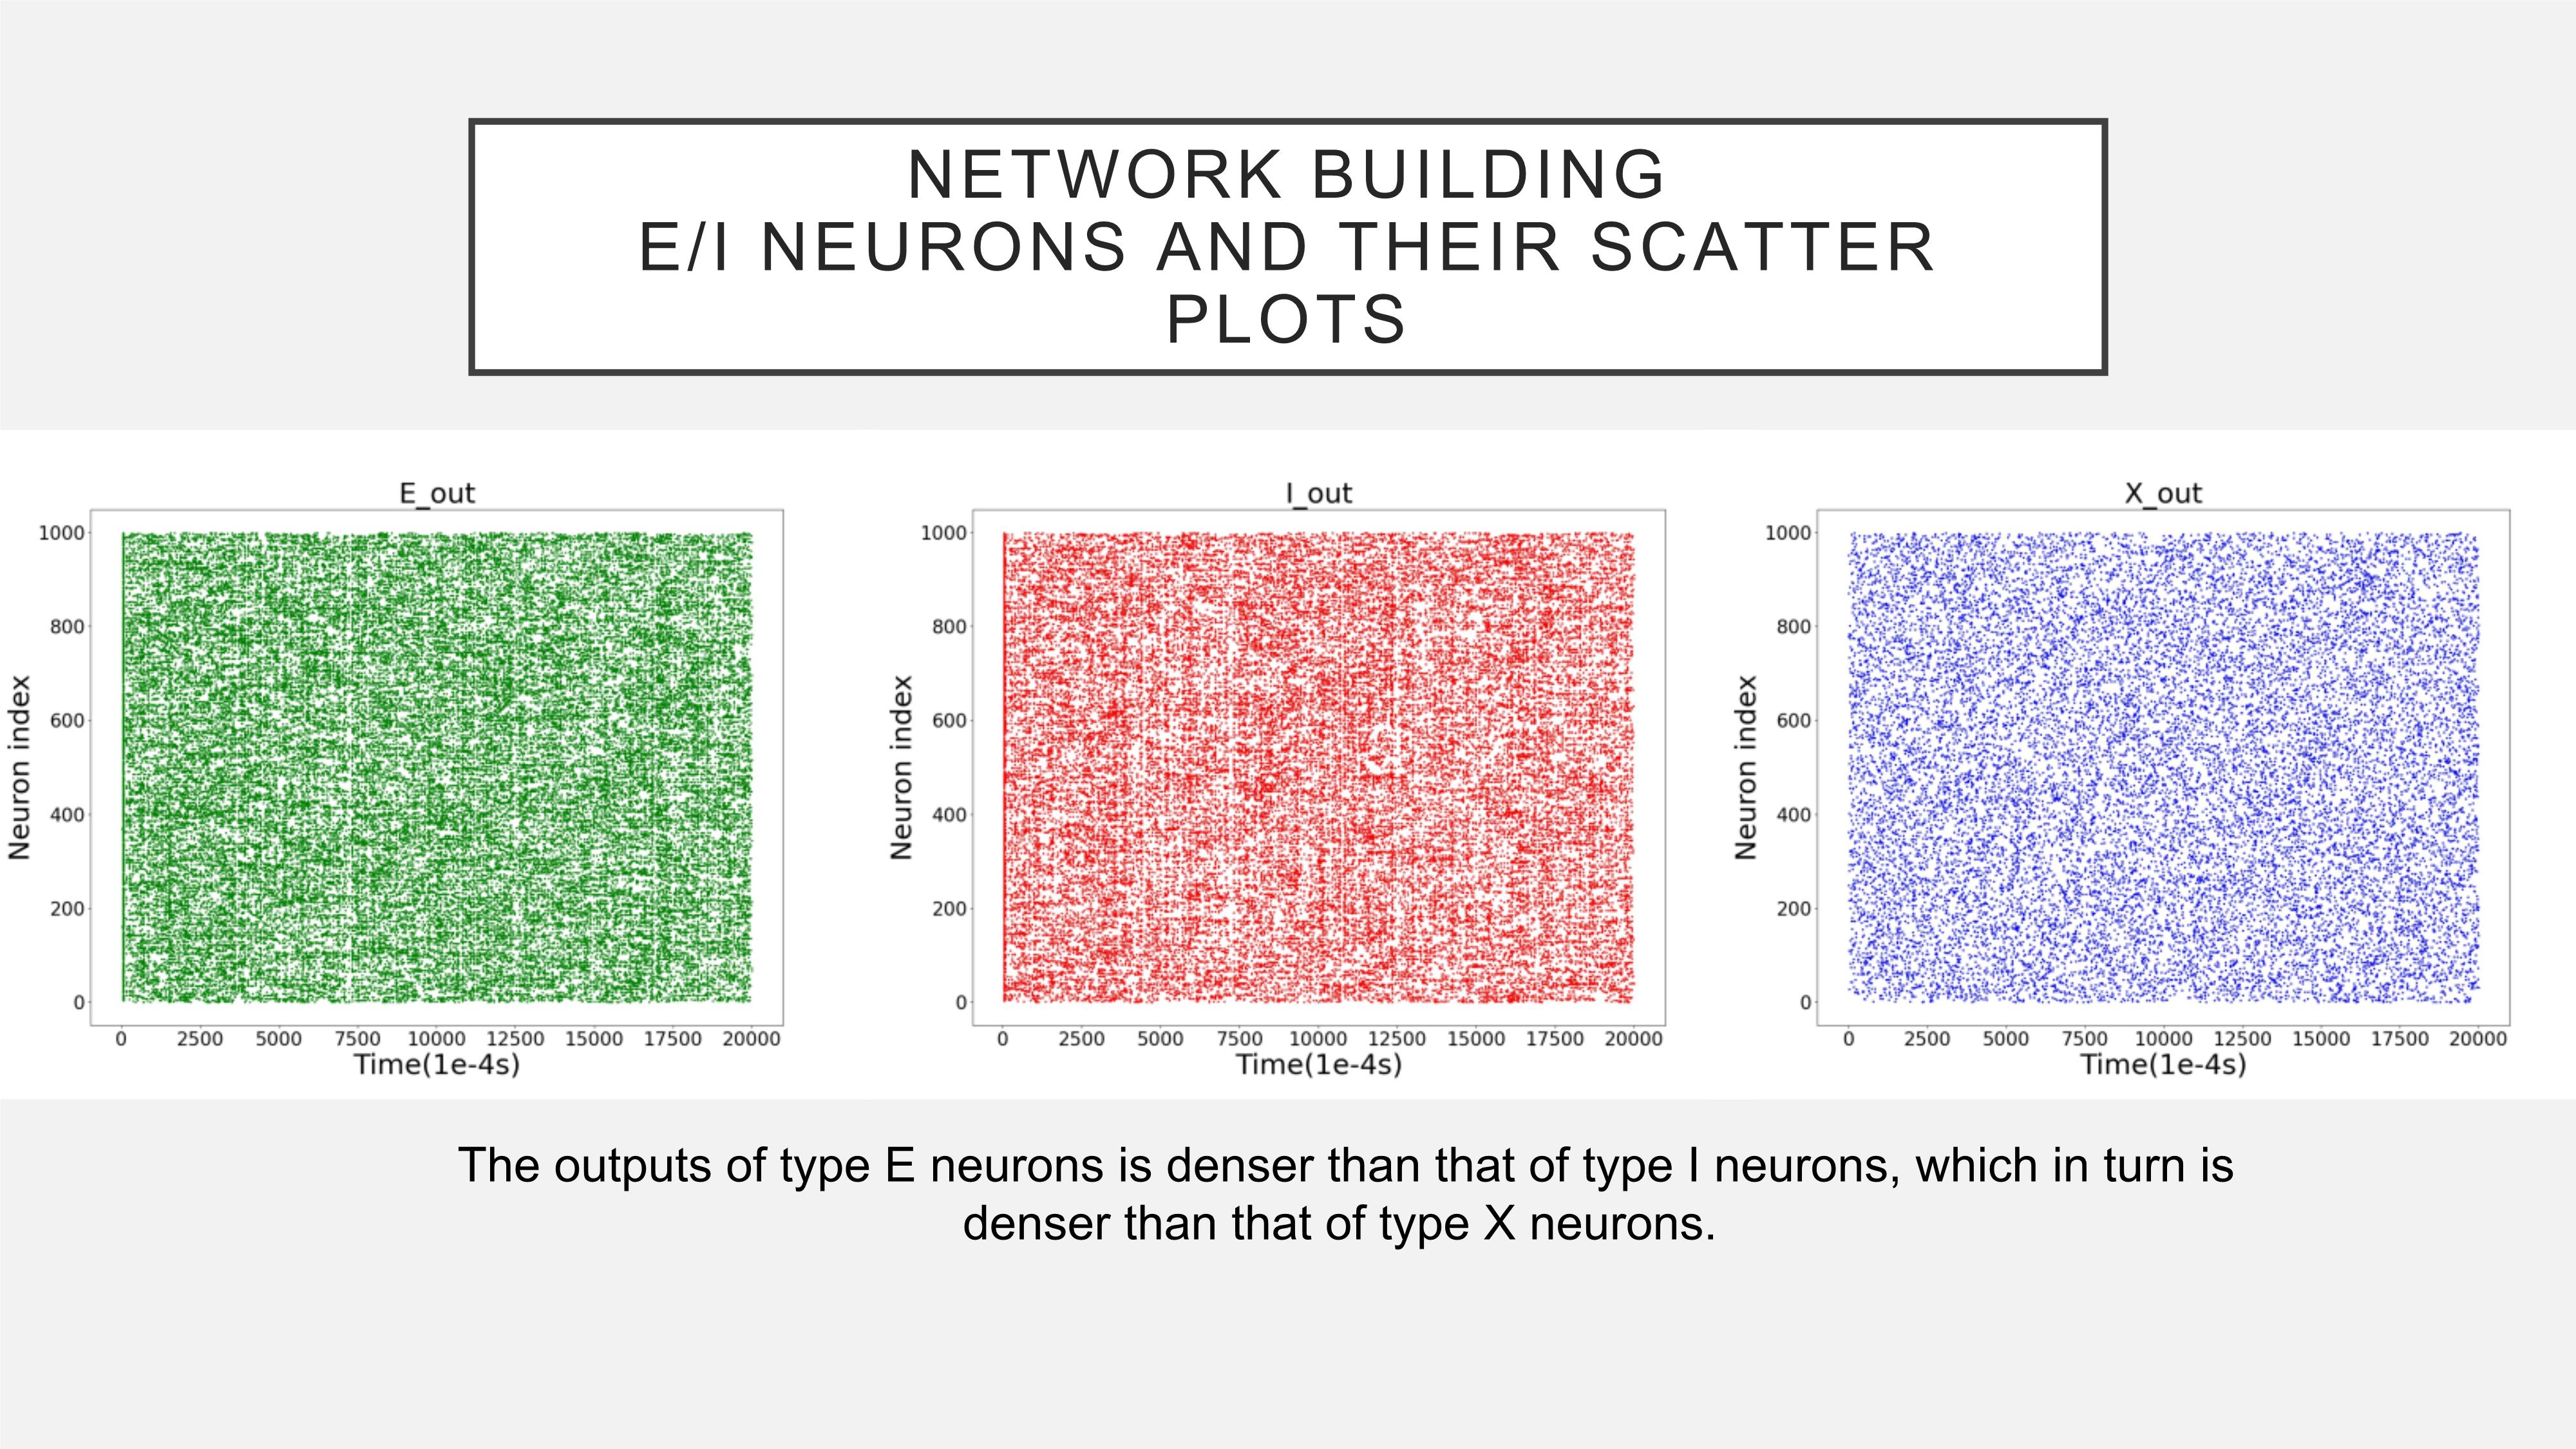 NETWORK BUILDING
E/I NEURONS AND THEIR SCATTER
PLOTS
E_out
1000
800
600
400
200
0
Neuron index
0 2500 5000 7500 10000 12500 15000 17500 20000
Time(1e-4s)
I_out
1000
800
600
400
200
0
Neuron index
0 2500 5000 7500 10000 12500 15000 17500 20000
Time(1e-4s)
X_out
1000
800
600
400
200
0
Neuron index
0 2500 5000 7500 10000 12500 15000 17500 20000
Time(1e-4s)
The outputs of type E neurons is denser than that of type I neurons, which in turn is
denser than that of type X neurons.